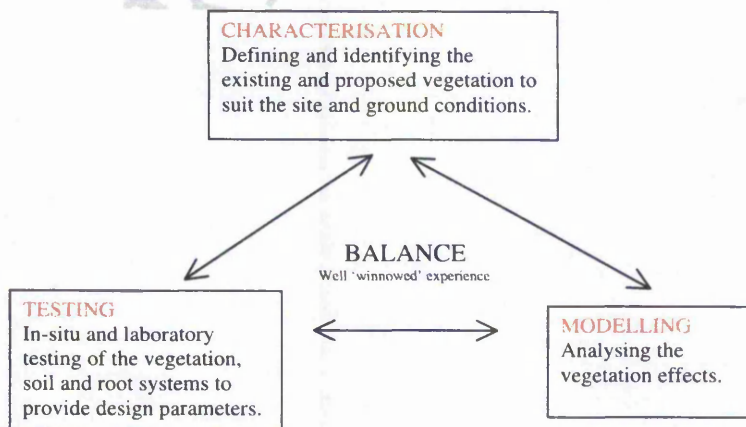 CHARACTERISATION
Defining and identifying the
existing and proposed vegetation to
suit the site and ground conditions.
BALANCE
Well 'winnowed' experience
TESTING
In-situ and laboratory
testing of the vegetation,
soil and root systems to
provide design parameters.
MODELLING
Analysing the
vegetation effects.